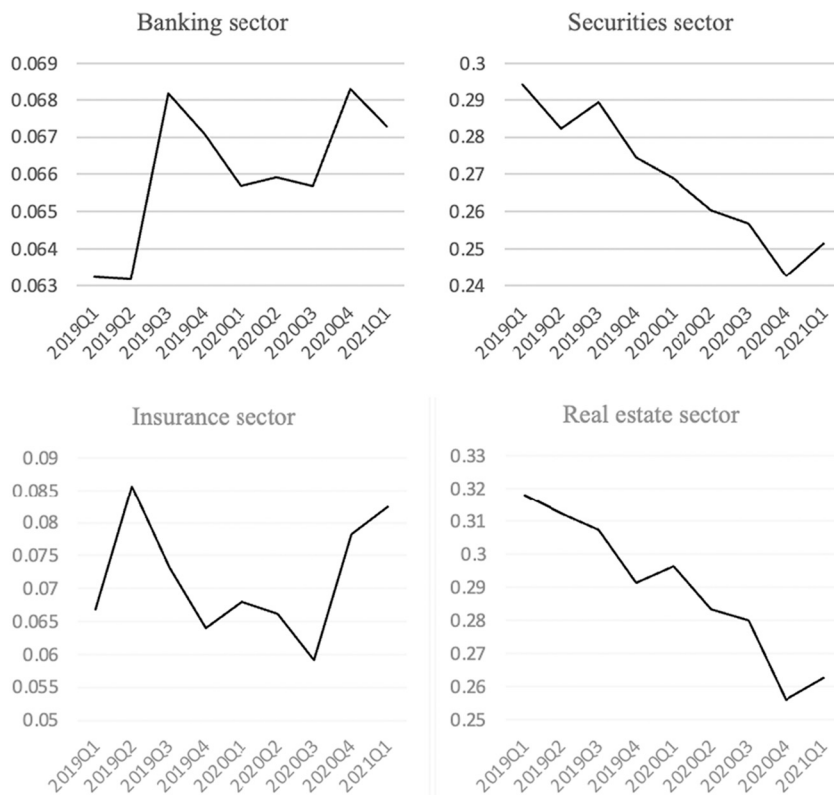 Banking sector
0.069
0.068
0.067
0.066
0.065
0.064
0.063
2019Q1
2019Q2
2019Q3
2019Q4
2020Q1
2020Q2
2020Q3
2020Q4
2021Q1
Securities sector
0.3
0.29
0.28
0.27
0.26
0.25
0.24
2019Q1
2019Q2
2019Q3
2019Q4
2020Q1
2020Q2
2020Q3
2020Q4
2021Q1
Insurance sector
0.09
0.085
0.08
0.075
0.07
0.065
0.06
0.055
0.05
2019Q1
2019Q2
2019Q3
2019Q4
2020Q1
2020Q2
2020Q3
2020Q4
2021Q1
Real estate sector
0.33
0.32
0.31
0.3
0.29
0.28
0.27
0.26
0.25
2019Q1
2019Q2
2019Q3
2019Q4
2020Q1
2020Q2
2020Q3
2020Q4
2021Q1